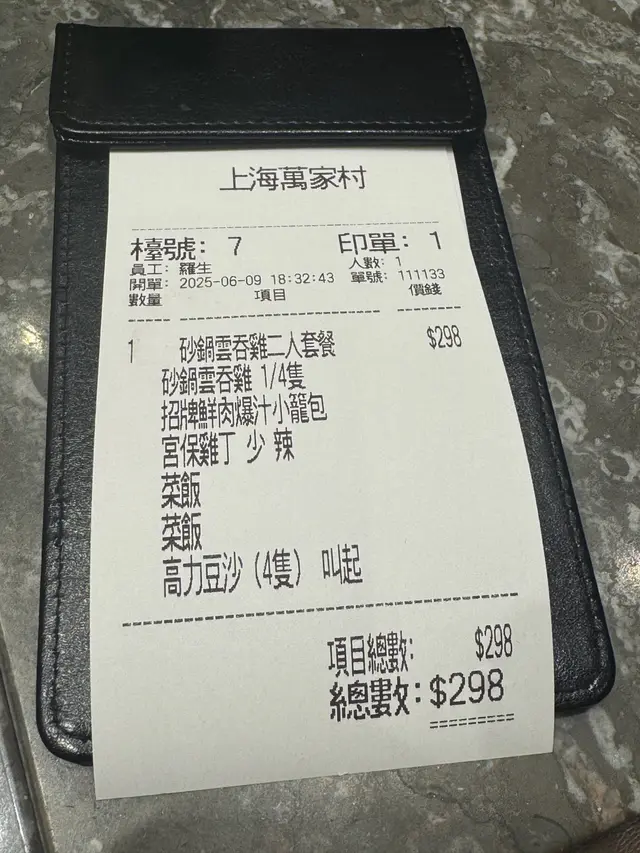 上海萬家村
檯號: 7 印單: 1
員工: 羅生 人數: 1
開單: 2025-06-09 18:32:43 單號: 111133
數量 項目 價錢
1 砂鍋雲吞雞二人套餐 $298
砂鍋雲吞雞 1/4隻
招牌鮮肉爆汁小籠包
宮保雞丁 少 辣
菜飯
菜飯
高力豆沙 (4隻) 叫起
項目總數: $298
總數: $298